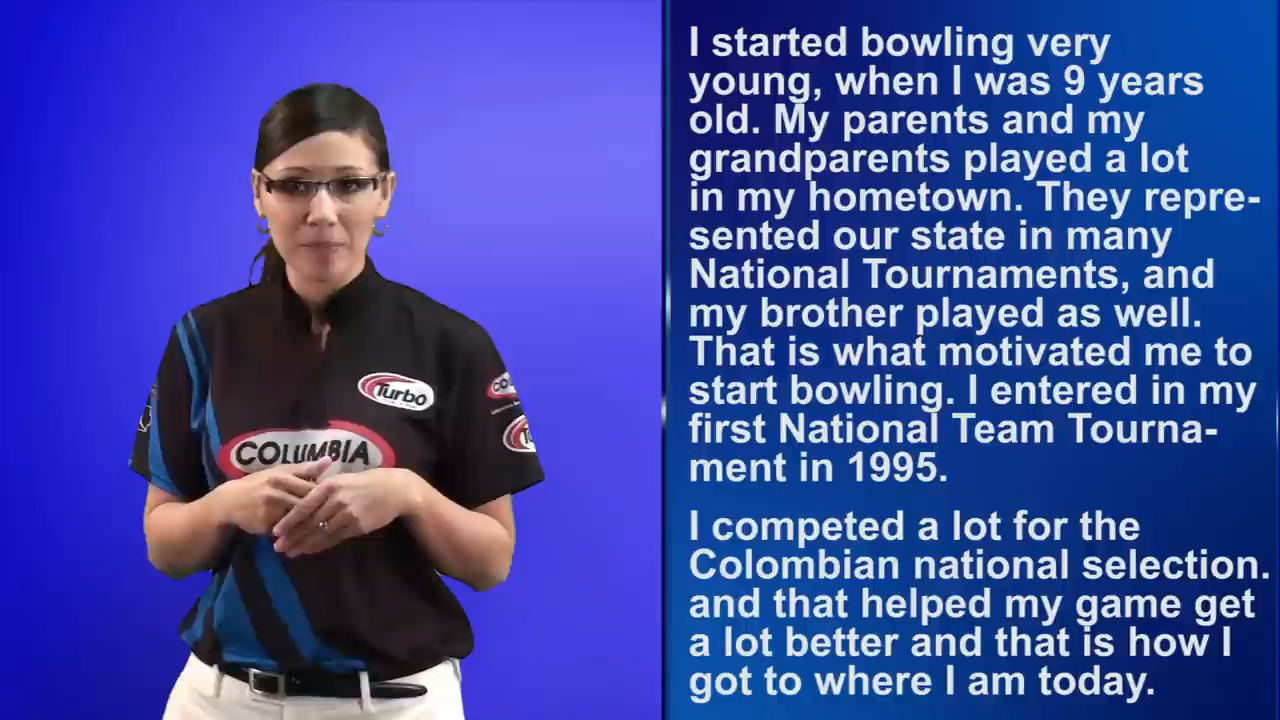 Turbo
COLUMBIA
I started bowling very
young, when I was 9 years
old. My parents and my
grandparents played a lot
in my hometown. They repre-
sented our state in many
National Tournaments, and
my brother played as well.
That is what motivated me to
start bowling. I entered in my
first National Team Tourna-
ment in 1995.
I competed a lot for the
Colombian national selection.
and that helped my game get
a lot better and that is how I
got to where I am today.